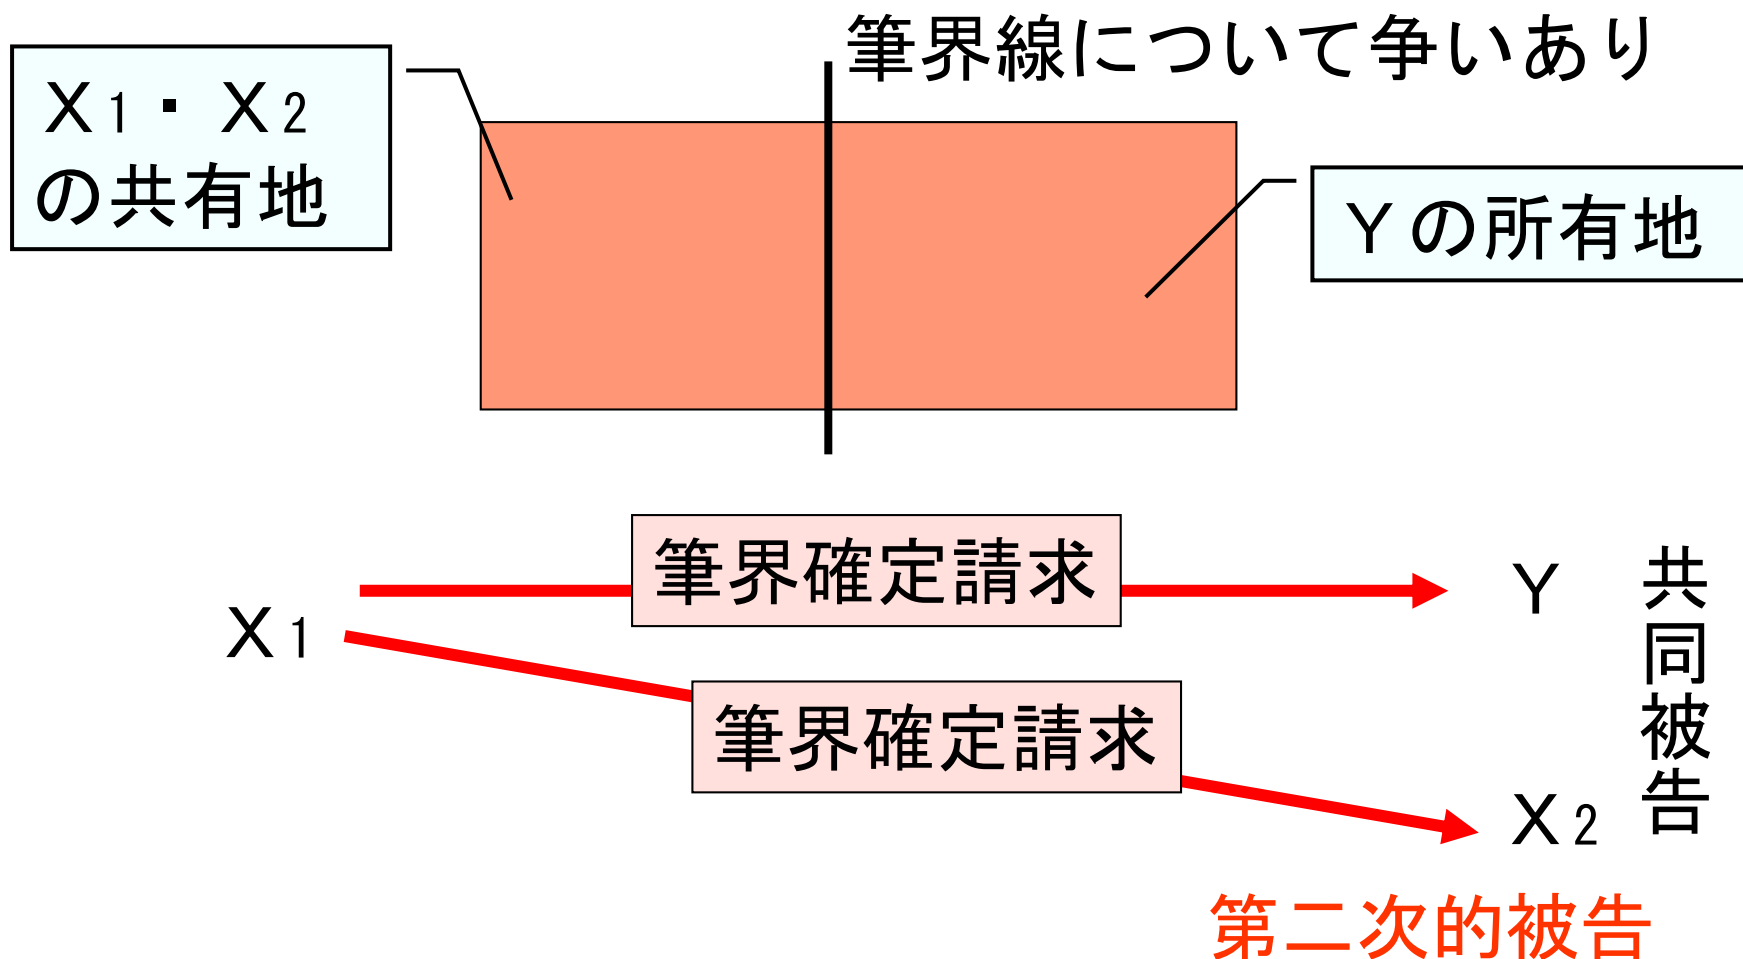 筆界線について争いあり
X1・X2
の共有地
Yの所有地
筆界確定請求
X1
Y
筆界確定請求
X2
共同被告
第二次的被告